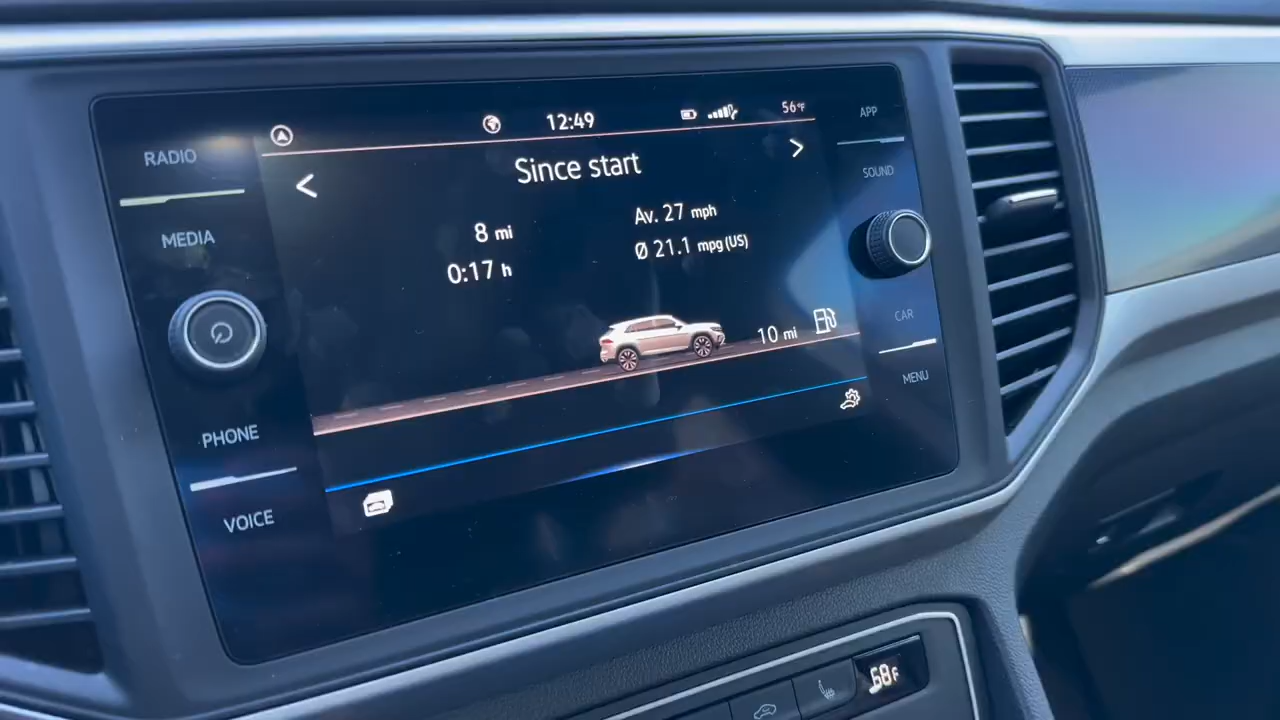 12:49
56°F
Since start
8 mi
0:17 h
Av. 27 mph
Ø 21.1 mpg (US)
10 mi
RADIO
MEDIA
PHONE
VOICE
APP
SOUND
CAR
MENU
68F